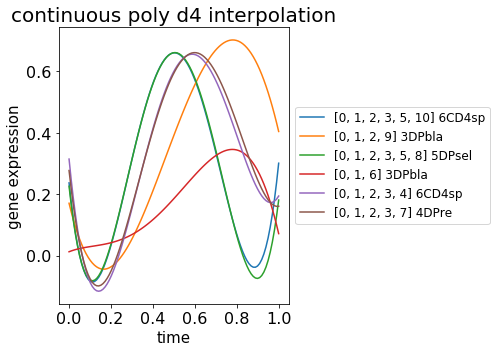 continuous poly d4 interpolation
gene expression
0.6
0.4
0.2
0.0
0.0 0.2 0.4 0.6 0.8 1.0
time
[0, 1, 2, 3, 5, 10] 6CD4sp
[0, 1, 2, 9] 3DPbla
[0, 1, 2, 3, 5, 8] 5DPsel
[0, 1, 6] 3DPbla
[0, 1, 2, 3, 4] 6CD4sp
[0, 1, 2, 3, 7] 4DPre